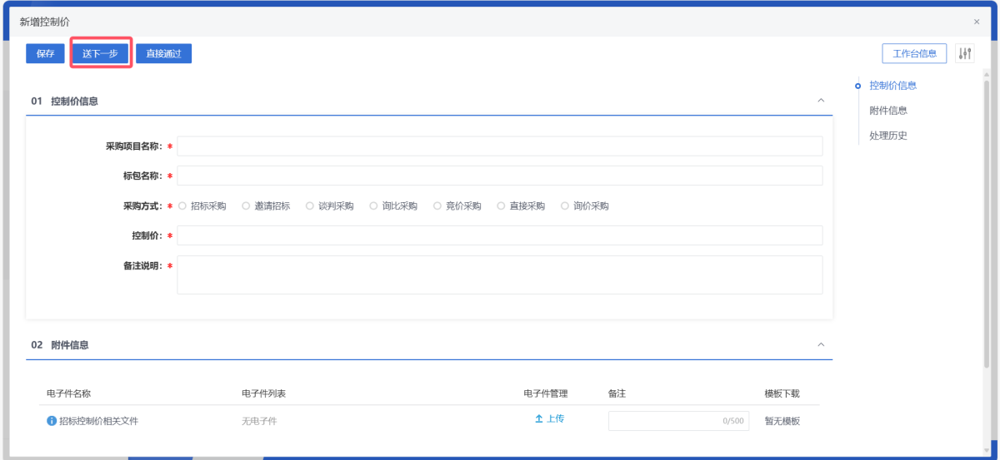 新增控制价 ×
保存 送下一步 直接通过 工作台信息
控制价信息
附件信息
处理历史
01 控制价信息
采购项目名称: *
标包名称: *
采购方式: * 招标采购 邀请招标 谈判采购 询比采购 竞价采购 直接采购 询价采购
控制价: *
备注说明: *
02 附件信息
电子件名称 电子件列表 电子件管理 备注 模板下载
招标控制价相关文件 无电子件 上传 0/500 暂无模板